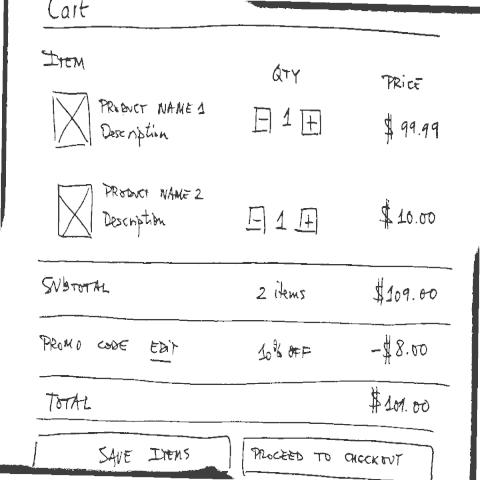 Cart
ITEM QTY PRICE
PRODUCT NAME 1
Description
- 1 +
$ 99.99
PRODUCT NAME 2
Description
- 1 +
$ 10.00
SUBTOTAL 2 items $109.00
PROMO CODE EDIT 10% OFF -$8.00
TOTAL $101.00
SAVE ITEMS PROCEED TO CHECKOUT